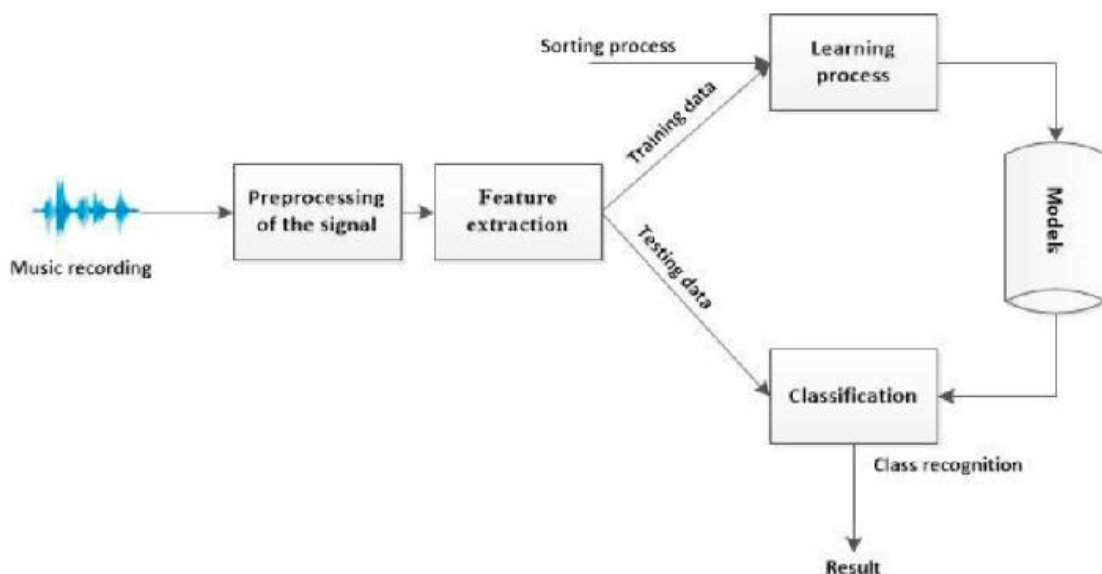 Sorting process
Learning
process
Training data
Music recording
Preprocessing
of the signal
Feature
extraction
Testing data
Models
Classification
Class recognition
Result